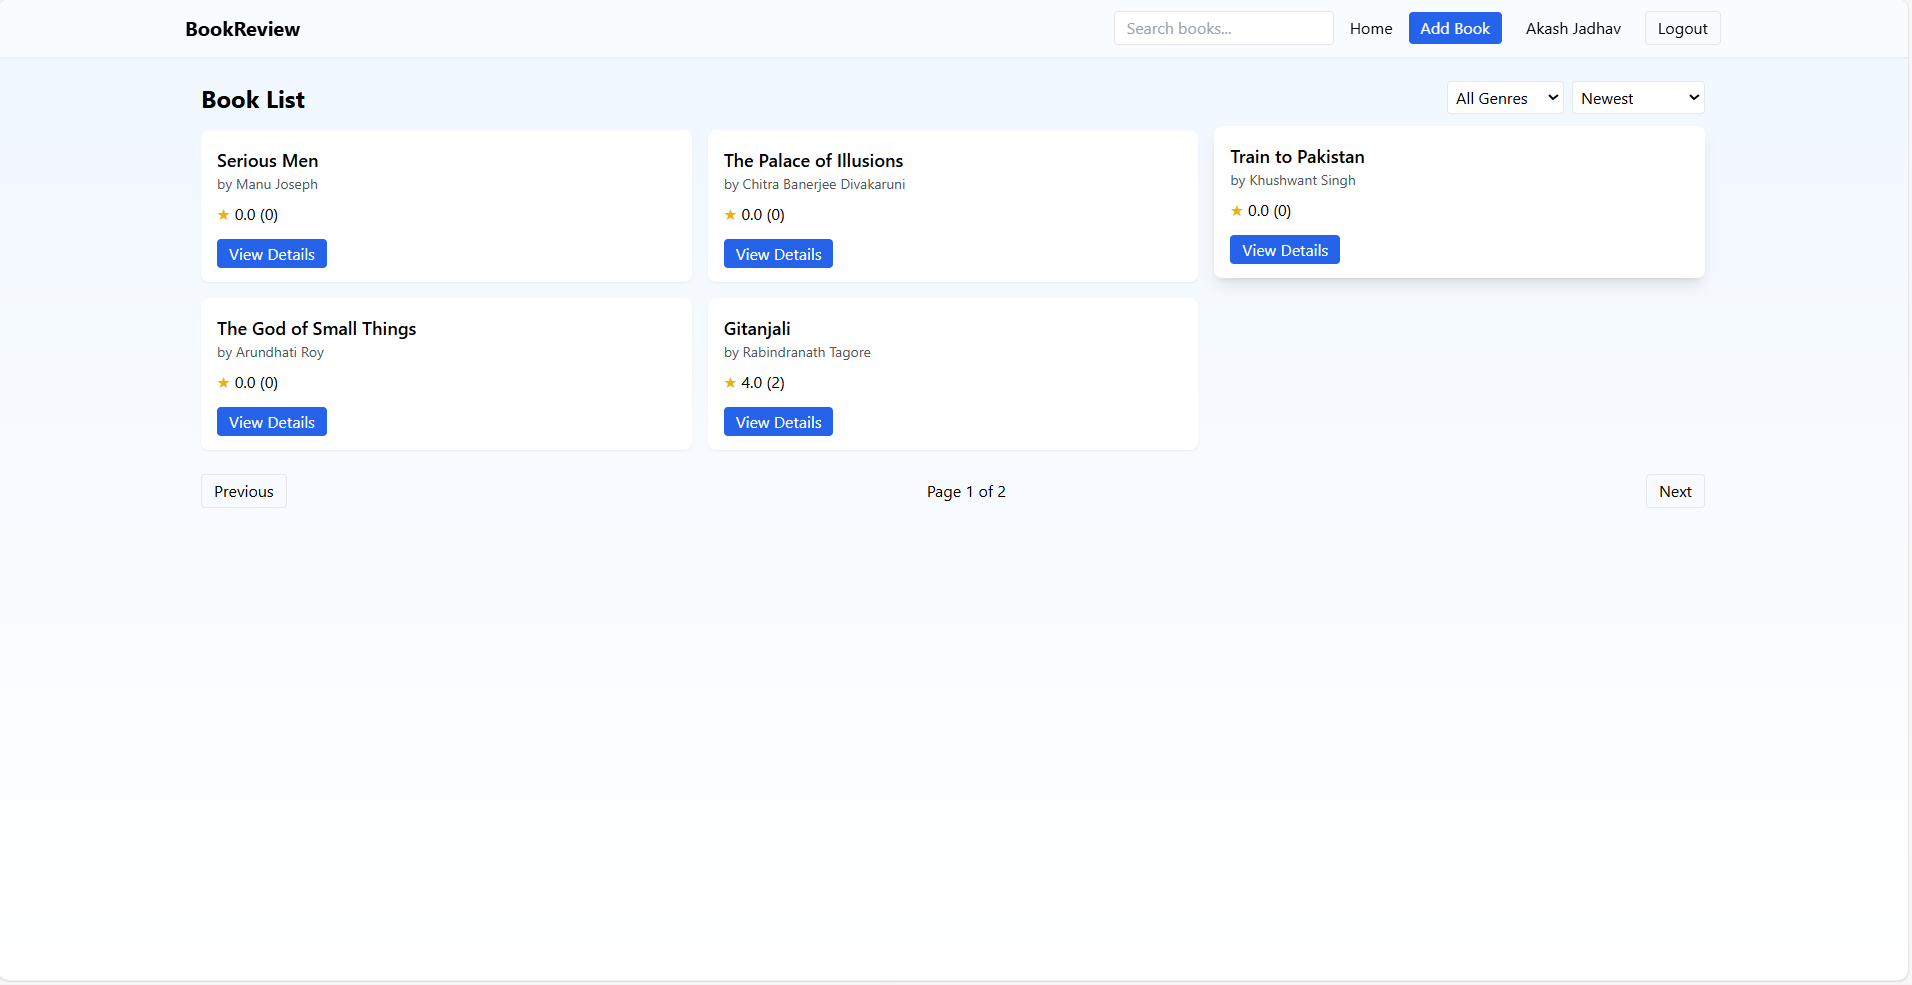 BookReview
Search books...
Home
Add Book
Akash Jadhav
Logout
Book List
All Genres
Newest
Serious Men
by Manu Joseph
★ 0.0 (0)
View Details
The Palace of Illusions
by Chitra Banerjee Divakaruni
★ 0.0 (0)
View Details
Train to Pakistan
by Khushwant Singh
★ 0.0 (0)
View Details
The God of Small Things
by Arundhati Roy
★ 0.0 (0)
View Details
Gitanjali
by Rabindranath Tagore
★ 4.0 (2)
View Details
Previous
Page 1 of 2
Next